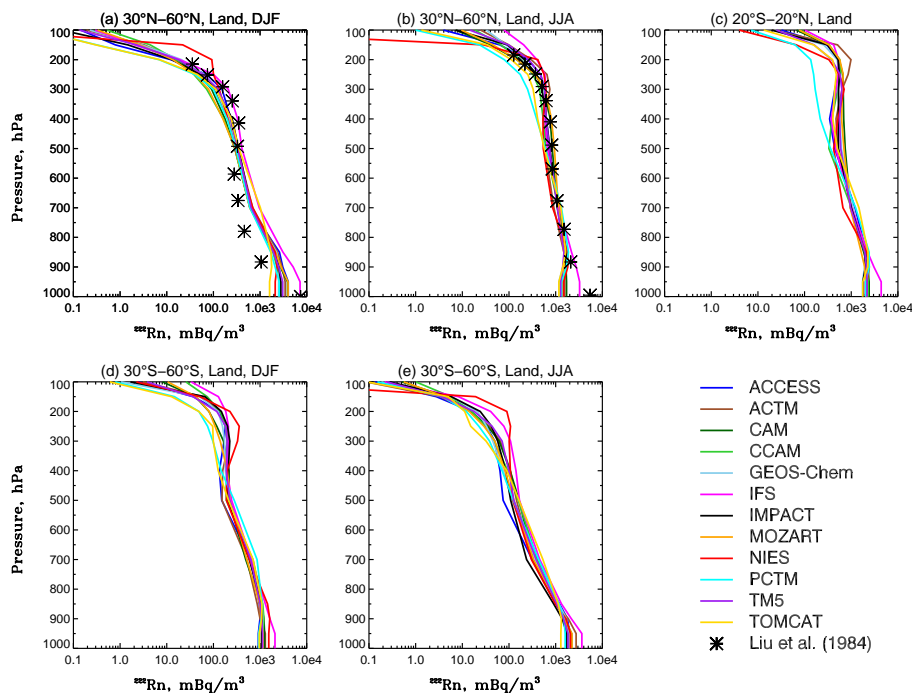 (a) 30°N−60°N, Land, DJF
(b) 30°N−60°N, Land, JJA
(c) 20°S−20°N, Land
Pressure, hPa
100
200
300
400
500
600
700
800
900
1000
0.1 1.0 10.0 100.0 1.0e3 1.0e4
²²²Rn, mBq/m³
100
200
300
400
500
600
700
800
900
1000
0.1 1.0 10.0 100.0 1.0e3 1.0e4
²²²Rn, mBq/m³
100
200
300
400
500
600
700
800
900
1000
0.1 1.0 10.0 100.0 1.0e3 1.0e4
²²²Rn, mBq/m³
(d) 30°S−60°S, Land, DJF
(e) 30°S−60°S, Land, JJA
Pressure, hPa
100
200
300
400
500
600
700
800
900
1000
0.1 1.0 10.0 100.0 1.0e3 1.0e4
²²²Rn, mBq/m³
100
200
300
400
500
600
700
800
900
1000
0.1 1.0 10.0 100.0 1.0e3 1.0e4
²²²Rn, mBq/m³
ACCESS
ACTM
CAM
CCAM
GEOS-Chem
IFS
IMPACT
MOZART
NIES
PCTM
TM5
TOMCAT
Liu et al. (1984)